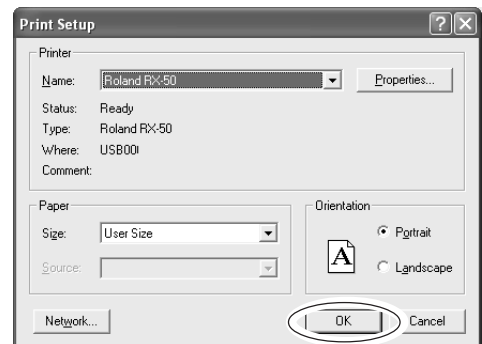 Print Setup
Printer
Name: Roland RX-50 Properties...
Status: Ready
Type: Roland RX-50
Where: USB00
Comment:
Paper Orientation
Size: User Size Portrait
Source: A Landscape
Network... OK Cancel